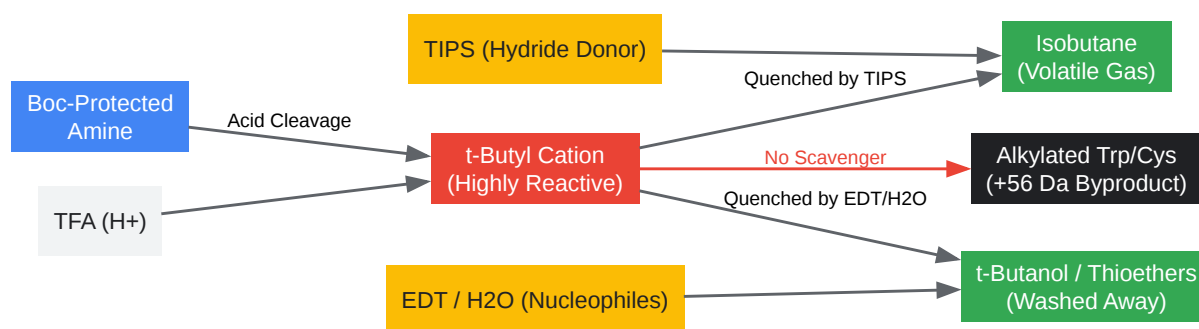 TIPS (Hydride Donor)
Isobutane
(Volatile Gas)
Quenched by TIPS
Boc-Protected
Amine
Acid Cleavage
t-Butyl Cation
(Highly Reactive)
No Scavenger
Alkylated Trp/Cys
(+56 Da Byproduct)
TFA (H+)
Quenched by EDT/H2O
EDT / H2O (Nucleophiles)
t-Butanol / Thioethers
(Washed Away)